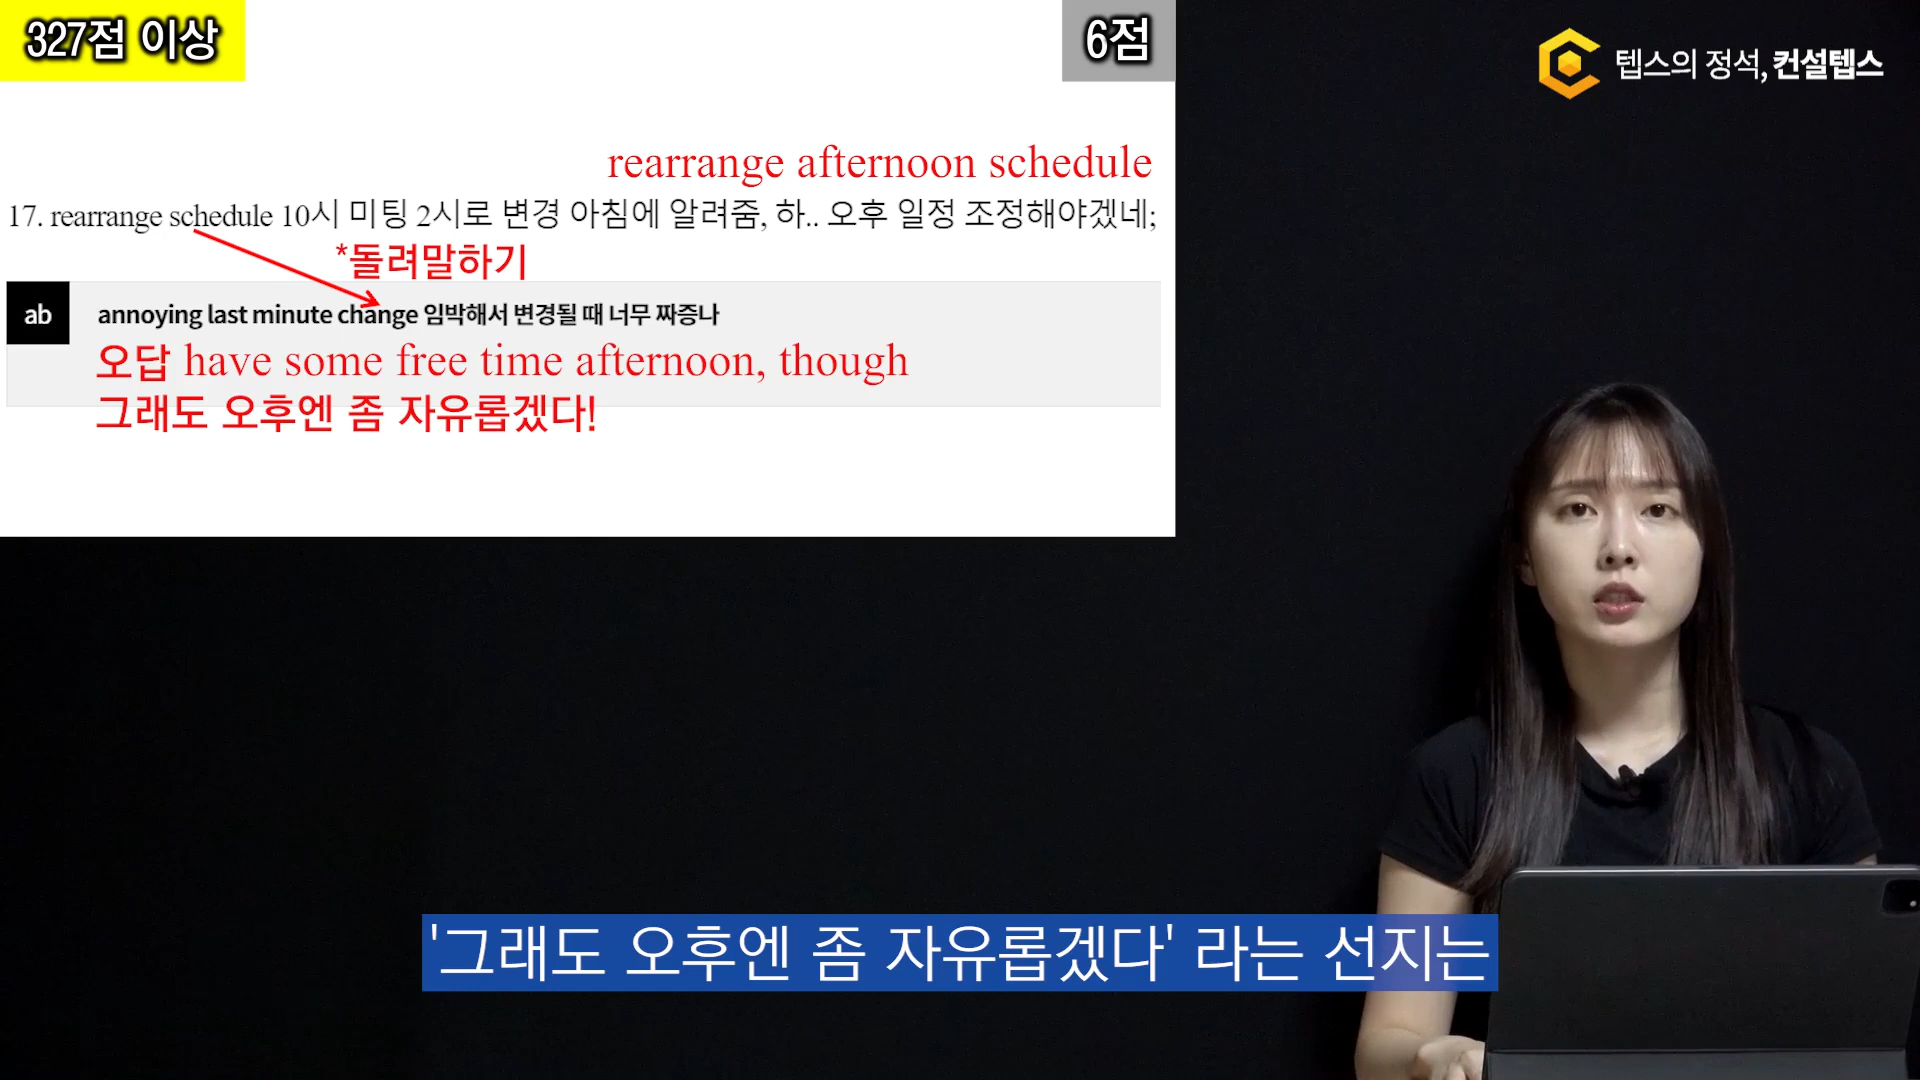 327점 이상
6점
텝스의 정석, 컨설텝스
rearrange afternoon schedule
17. rearrange schedule 10시 미팅 2시로 변경 아침에 알려줌, 하.. 오후 일정 조정해야겠네;
*돌려말하기
ab
annoying last minute change 임박해서 변경될 때 너무 짜증나
오답 have some free time afternoon, though
그래도 오후엔 좀 자유롭겠다!
'그래도 오후엔 좀 자유롭겠다' 라는 선지는